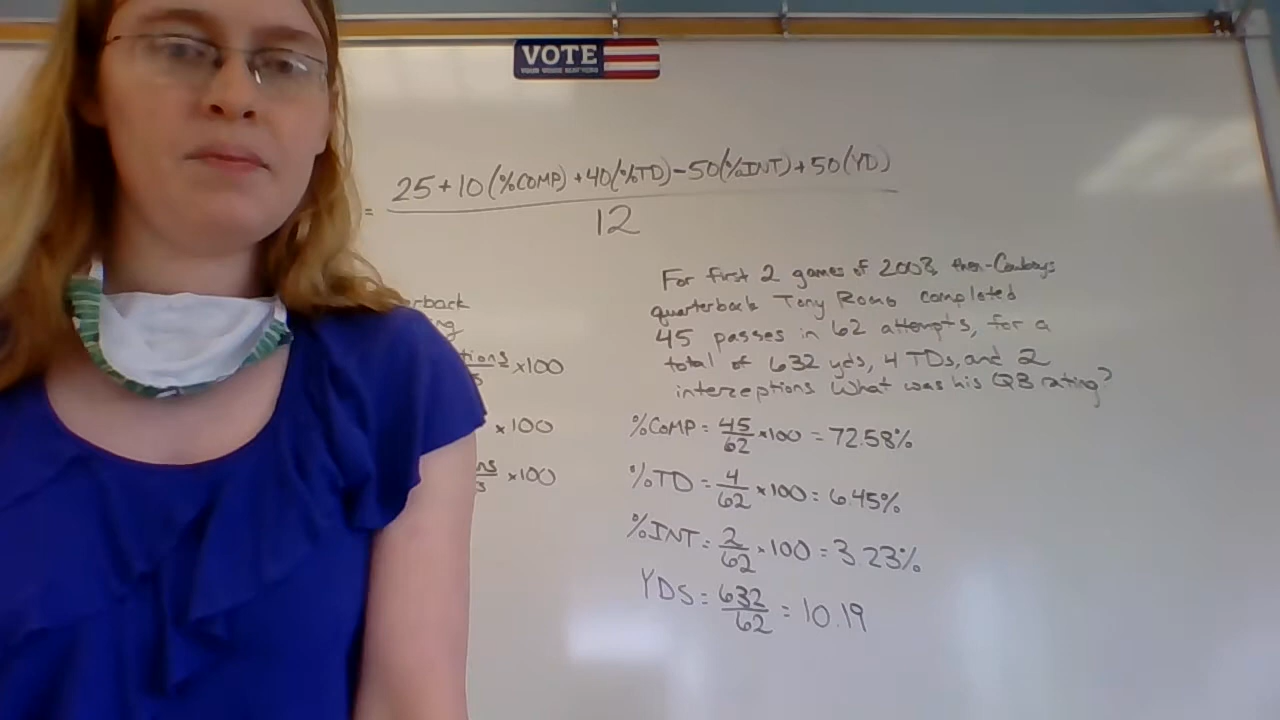 VOTE
YOUR VOICE MATTERS
= 25 + 10(%COMP) + 40(%TD) - 50(%INT) + 50(YD)
12
For first 2 games of 2008, then-Cowboys
quarterback Tony Romo completed
45 passes in 62 attempts, for a
total of 632 yds, 4 TDs, and 2
interceptions What was his QB rating?
%COMP = 45/62 × 100 = 72.58%
%TD = 4/62 × 100 = 6.45%
%INT = 2/62 × 100 = 3.23%
YDS = 632/62 = 10.19
× 100
× 100
× 100